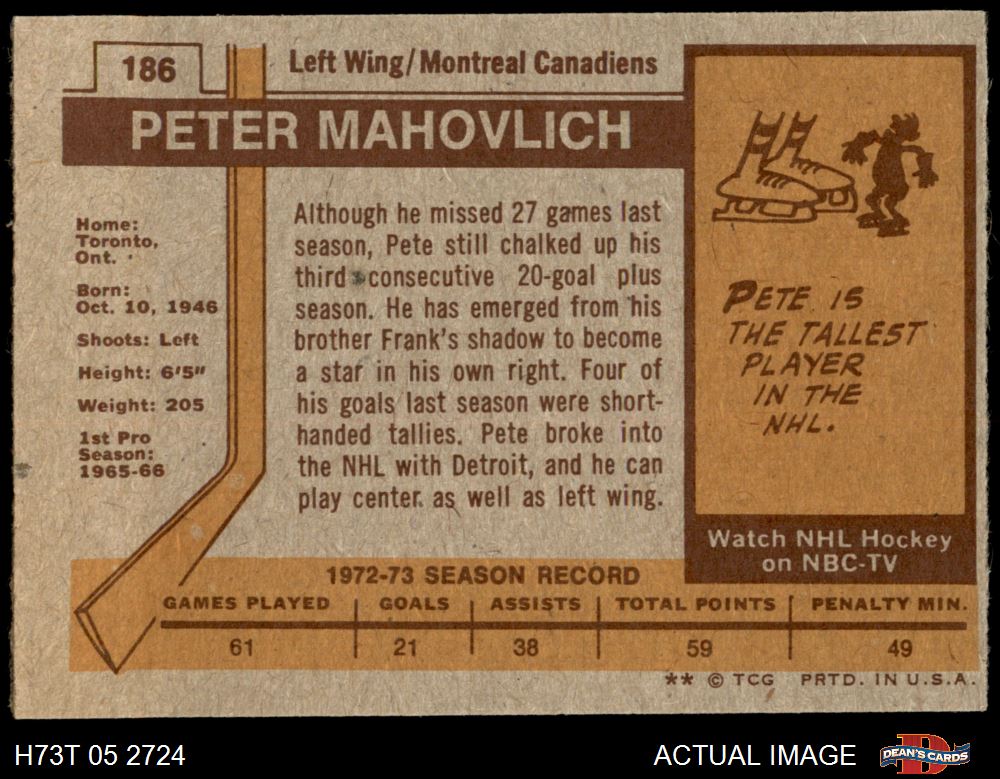 186
Left Wing/Montreal Canadiens
PETER MAHOVLICH
Home:
Toronto,
Ont.
Born:
Oct. 10, 1946
Shoots: Left
Height: 6'5"
Weight: 205
1st Pro
Season:
1965-66
Although he missed 27 games last
season, Pete still chalked up his
third consecutive 20-goal plus
season. He has emerged from his
brother Frank's shadow to become
a star in his own right. Four of
his goals last season were short-
handed tallies. Pete broke into
the NHL with Detroit, and he can
play center as well as left wing.
PETE IS
THE TALLEST
PLAYER
IN THE
NHL.
Watch NHL Hockey
on NBC-TV
1972-73 SEASON RECORD
GAMES PLAYED GOALS ASSISTS TOTAL POINTS PENALTY MIN.
61 21 38 59 49
** © TCG PRTD. IN U.S.A.
H73T 05 2724 ACTUAL IMAGE DEAN'S CARDS